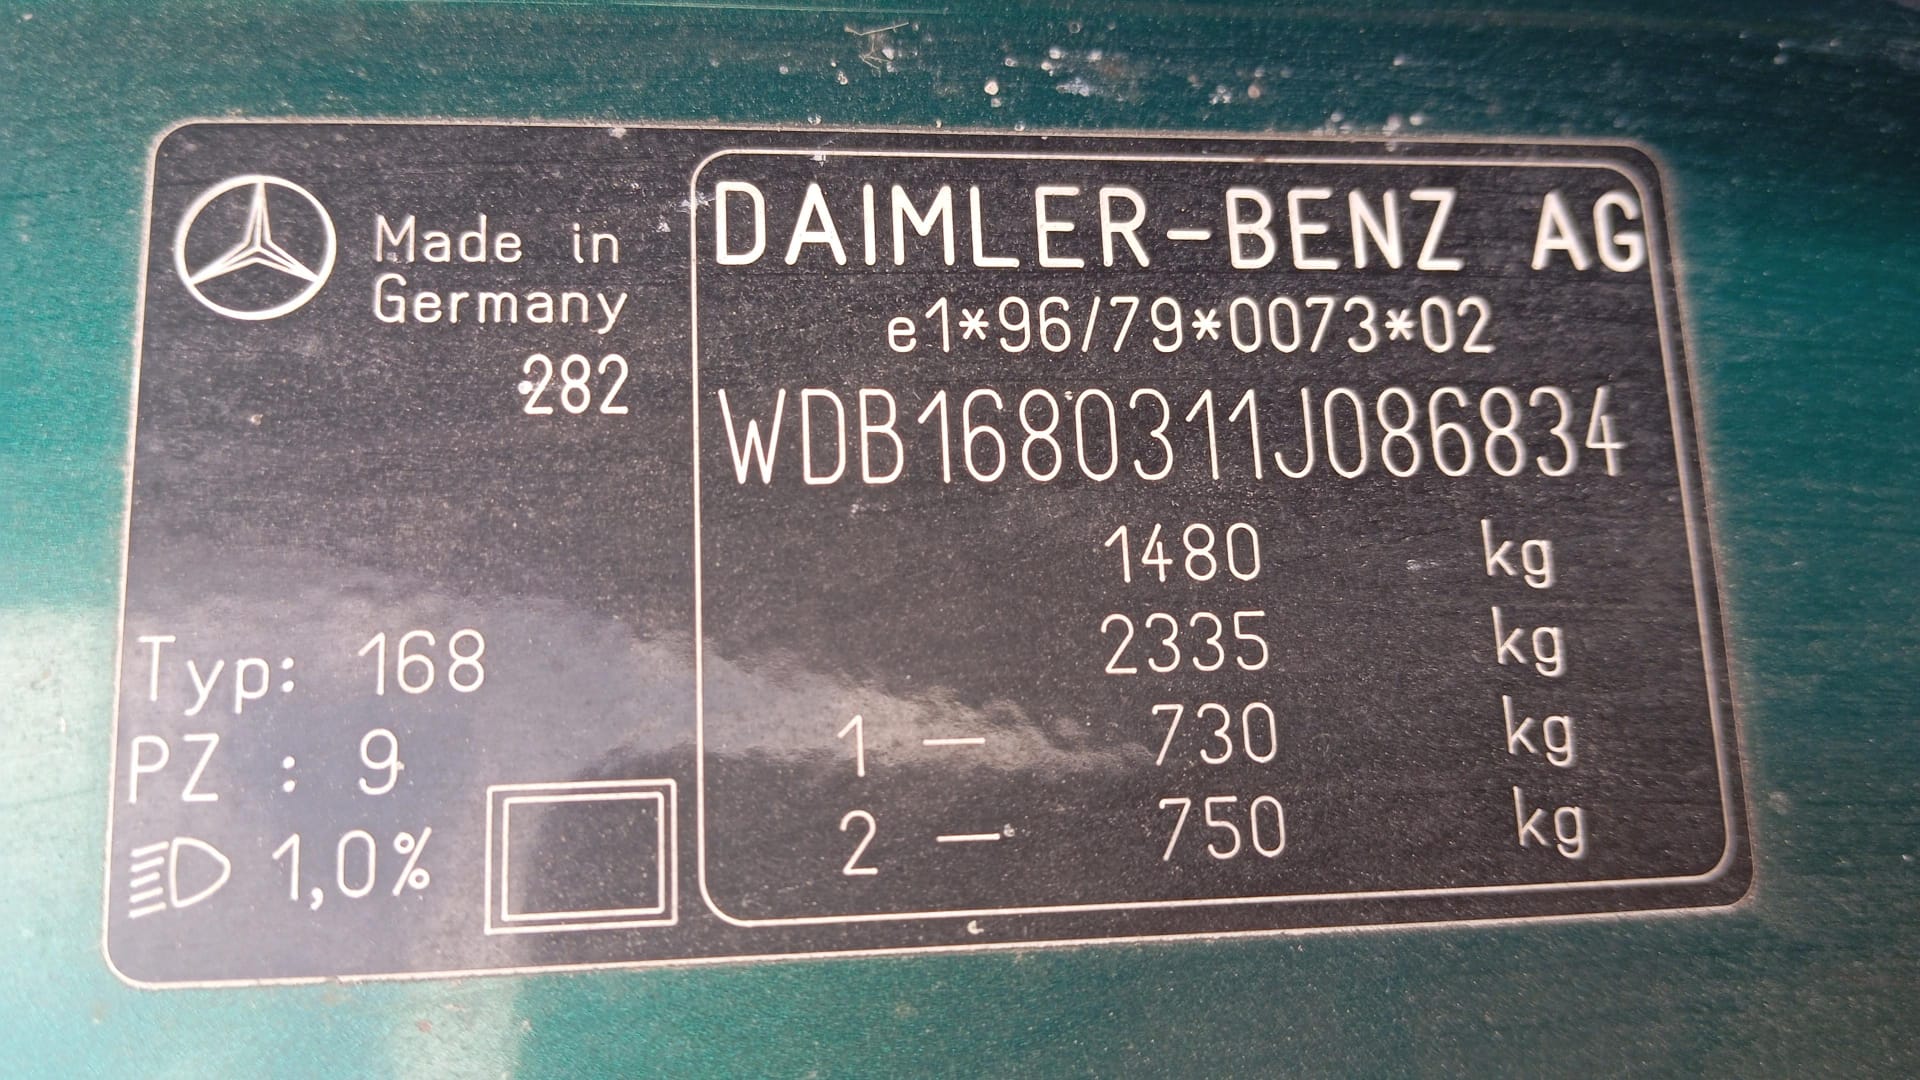 Made in
Germany
282
Typ: 168
PZ : 9
1,0%
DAIMLER-BENZ AG
e1*96/79*0073*02
WDB1680311J086834
1480 kg
2335 kg
1 – 730 kg
2 – 750 kg